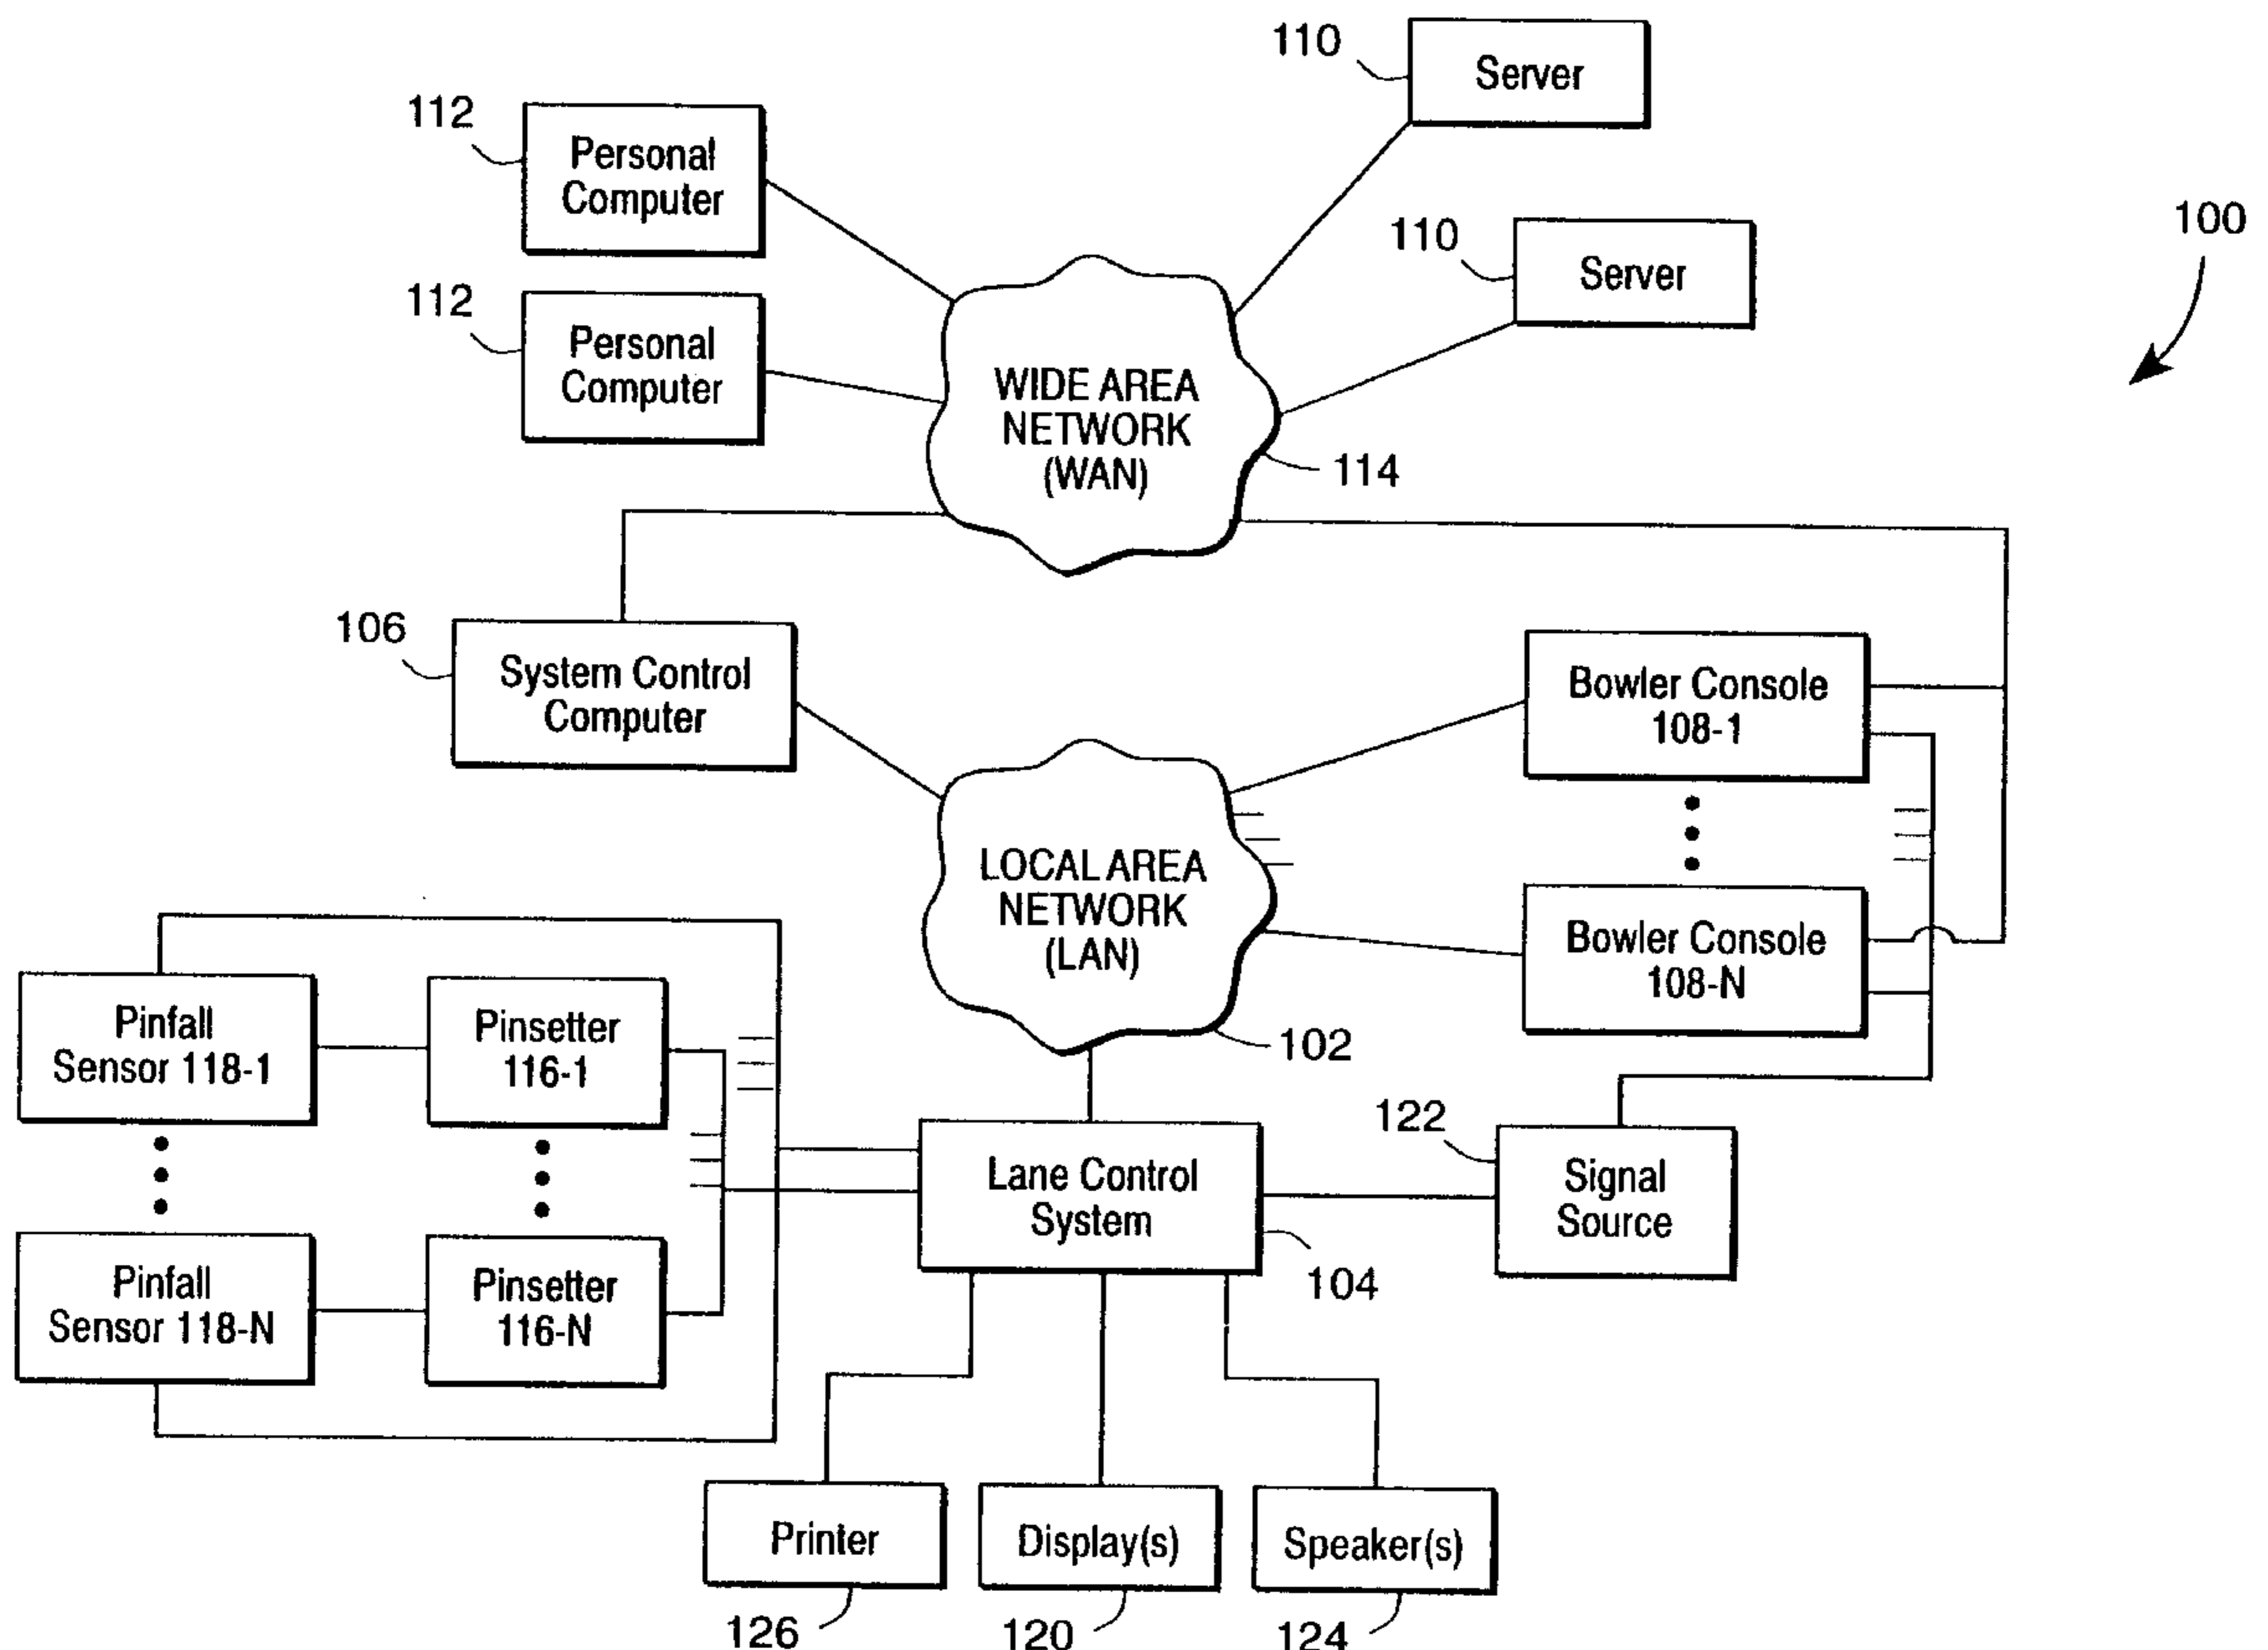 110
Server
112
Personal
Computer
110
Server
100
112
Personal
Computer
WIDE AREA
NETWORK
(WAN)
114
106
System Control
Computer
Bowler Console
108-1
LOCAL AREA
NETWORK
(LAN)
102
Bowler Console
108-N
Pinfall
Sensor 118-1
Pinsetter
116-1
Lane Control
System
104
122
Signal
Source
Pinfall
Sensor 118-N
Pinsetter
116-N
Printer
126
Display(s)
120
Speaker(s)
124